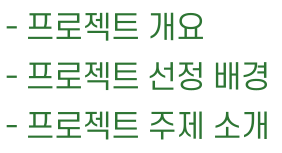 - 프로젝트 개요
- 프로젝트 선정 배경
- 프로젝트 주제 소개